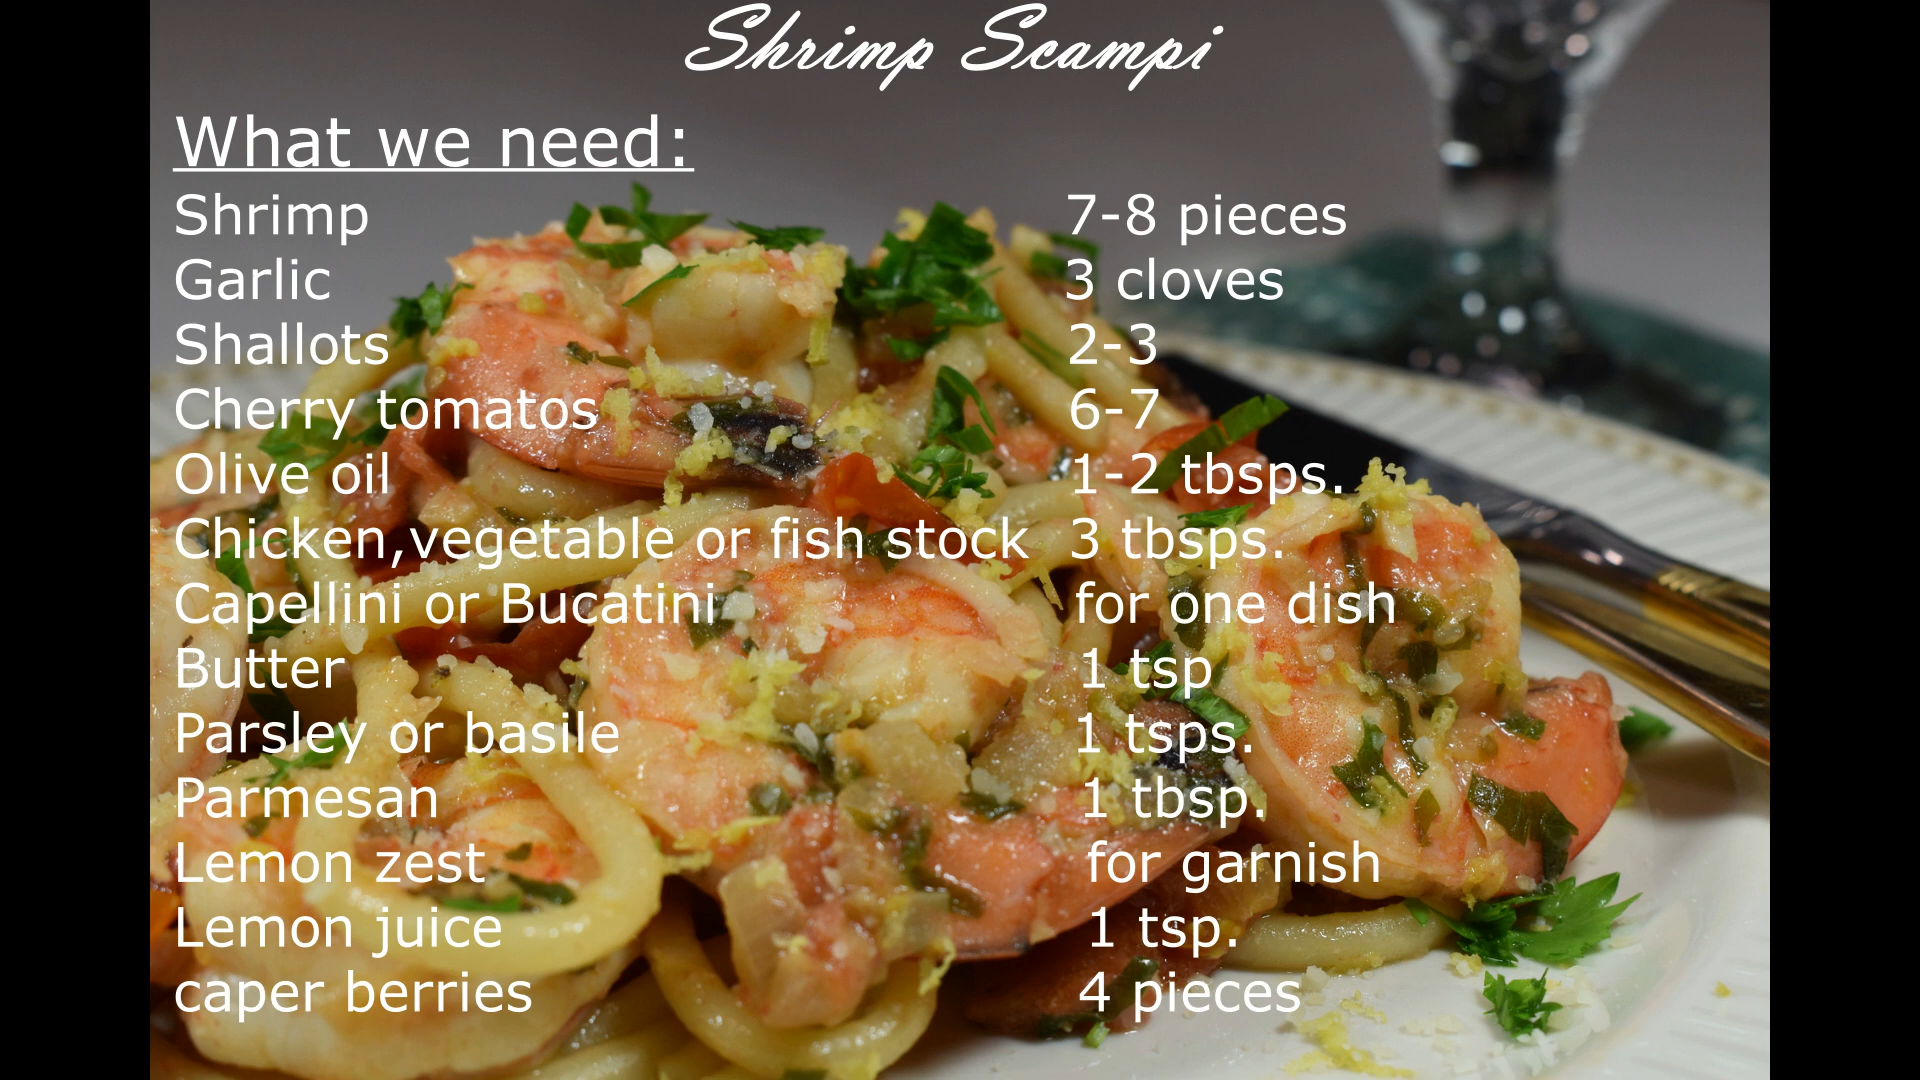 Shrimp Scampi
What we need:
Shrimp 7-8 pieces
Garlic 3 cloves
Shallots 2-3
Cherry tomatos 6-7
Olive oil 1-2 tbsps.
Chicken,vegetable or fish stock 3 tbsps.
Capellini or Bucatini for one dish
Butter 1 tsp
Parsley or basile 1 tsps.
Parmesan 1 tbsp.
Lemon zest for garnish
Lemon juice 1 tsp.
caper berries 4 pieces